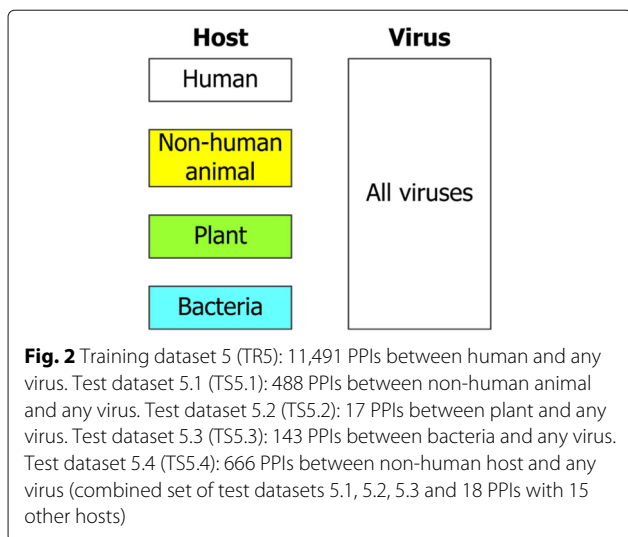 Host Virus
Human
Non-human
animal
All viruses
Plant
Bacteria
Fig. 2 Training dataset 5 (TR5): 11,491 PPIs between human and any
virus. Test dataset 5.1 (TS5.1): 488 PPIs between non-human animal
and any virus. Test dataset 5.2 (TS5.2): 17 PPIs between plant and any
virus. Test dataset 5.3 (TS5.3): 143 PPIs between bacteria and any virus.
Test dataset 5.4 (TS5.4): 666 PPIs between non-human host and any
virus (combined set of test datasets 5.1, 5.2, 5.3 and 18 PPIs with 15
other hosts)